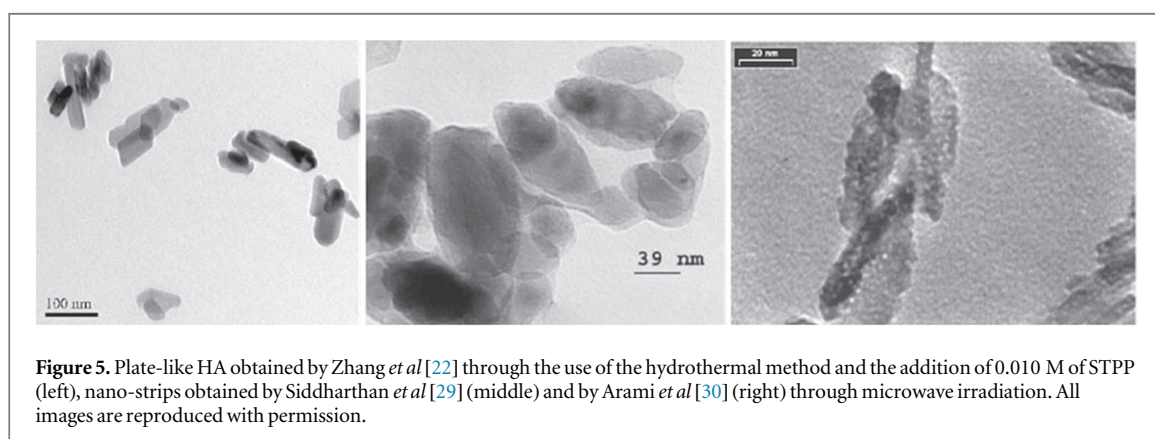 100 nm
39 nm
20 nm
Figure 5. Plate-like HA obtained by Zhang et al [22] through the use of the hydrothermal method and the addition of 0.010 M of STPP
(left), nano-strips obtained by Siddharthan et al [29] (middle) and by Arami et al [30] (right) through microwave irradiation. All
images are reproduced with permission.